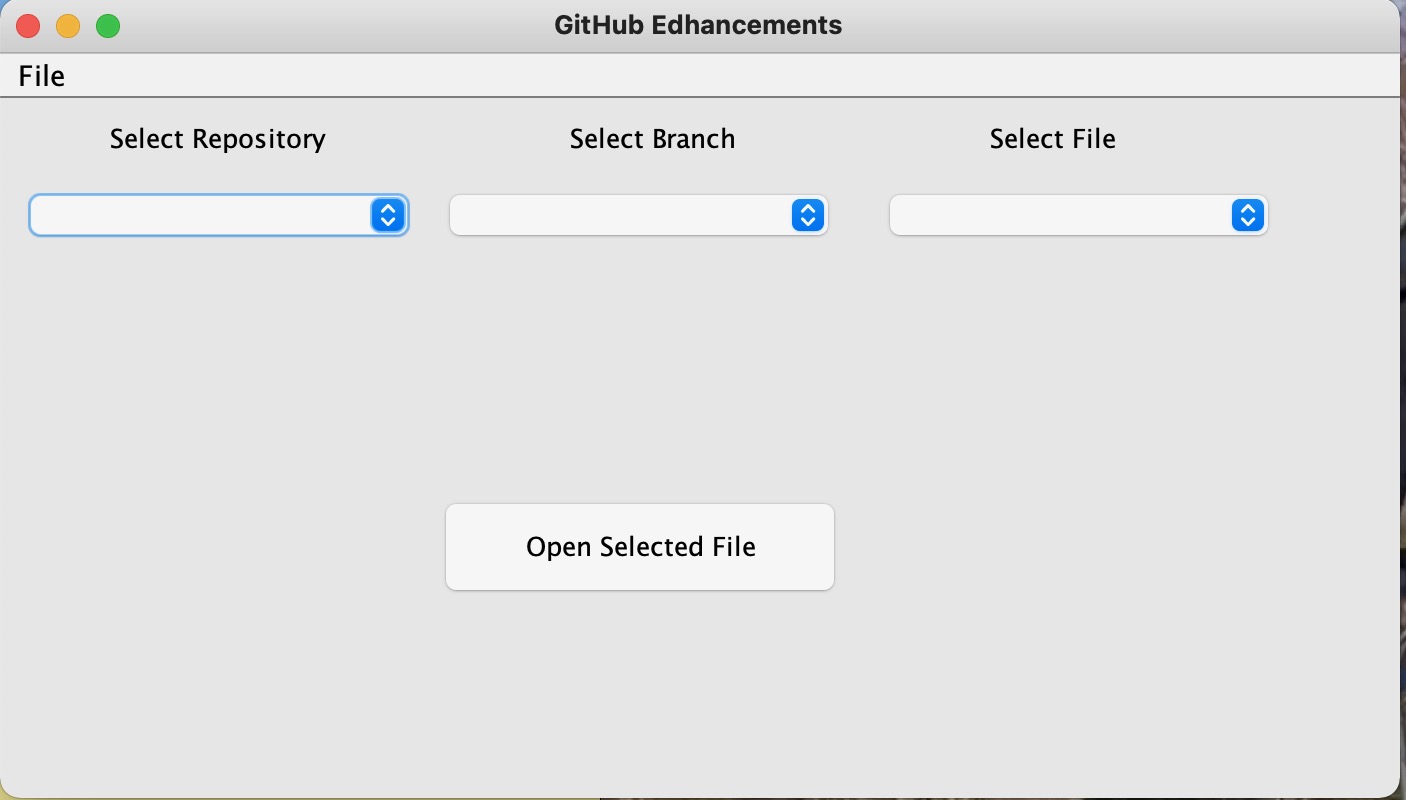 GitHub Edhancements
File
Select Repository
Select Branch
Select File
Open Selected File